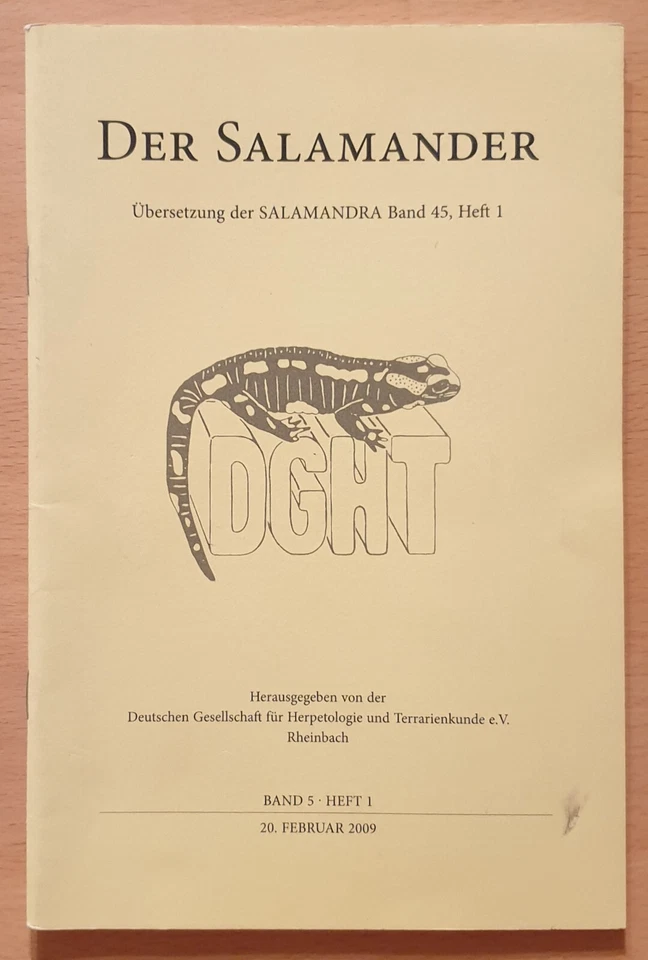 DER SALAMANDER
Übersetzung der SALAMANDRA Band 45, Heft 1
DGHT
Herausgegeben von der
Deutschen Gesellschaft für Herpetologie und Terrarienkunde e.V.
Rheinbach
BAND 5 · HEFT 1
20. FEBRUAR 2009